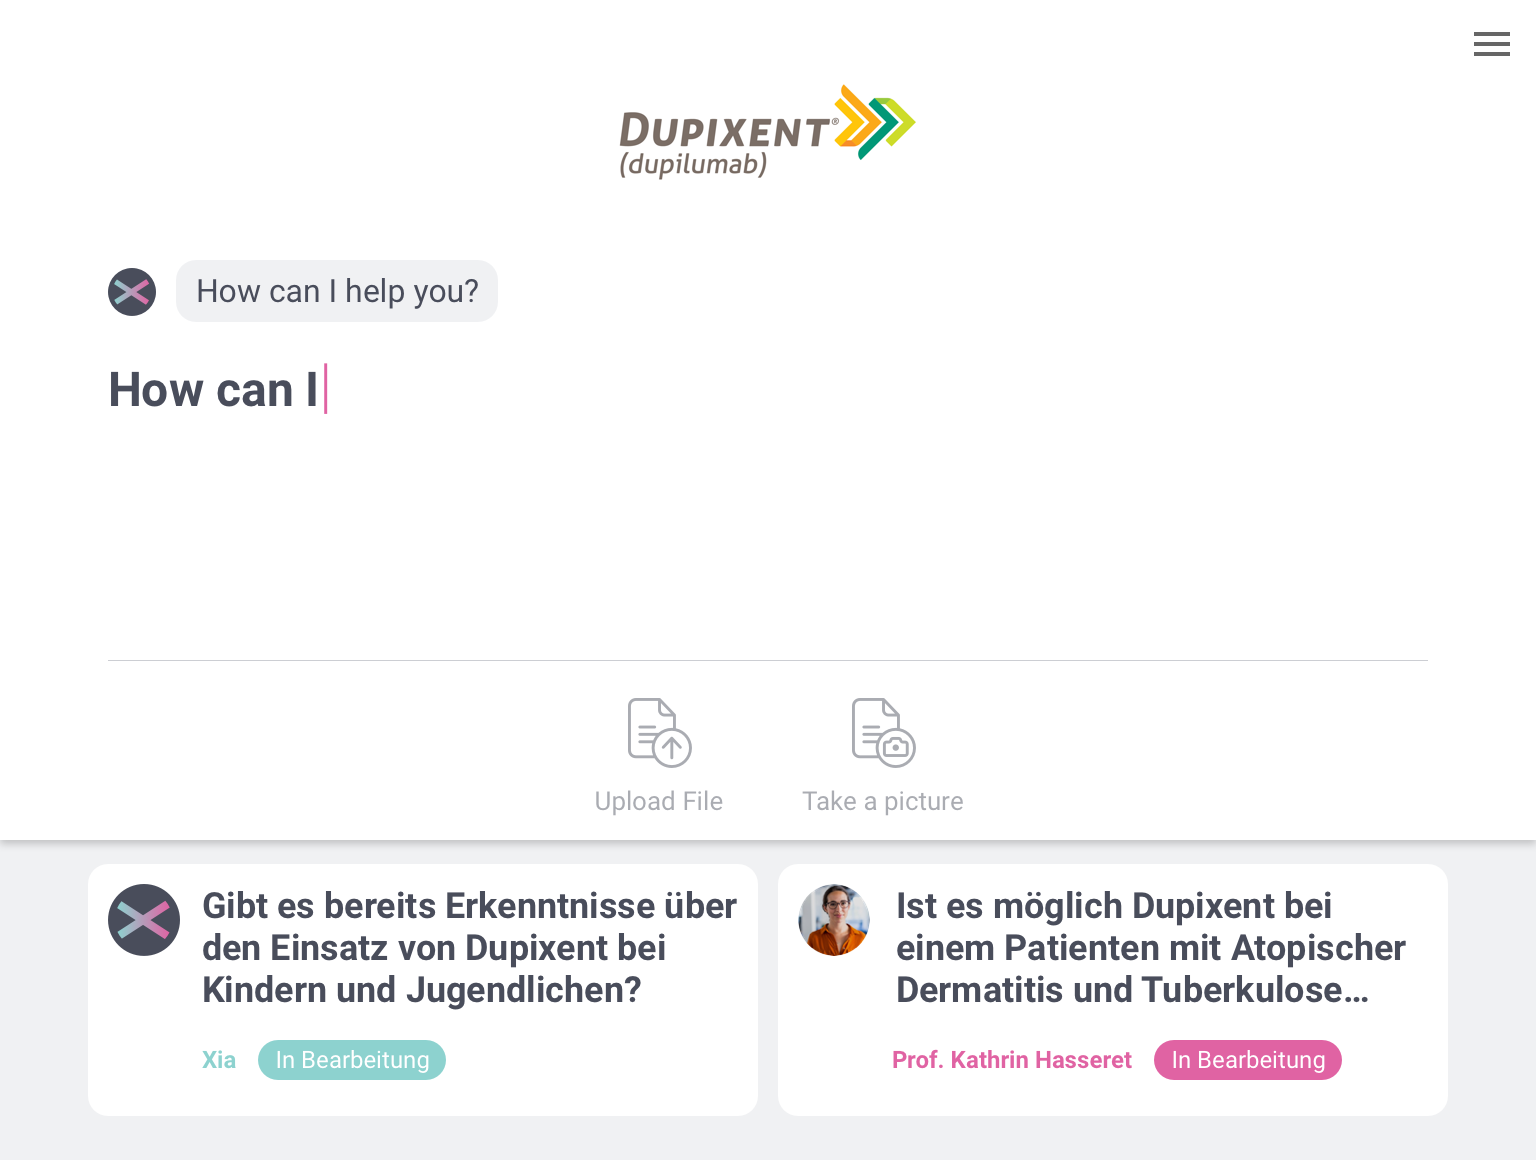 DUPIXENT®
(dupilumab)
How can I help you?
How can I
Upload File
Take a picture
Gibt es bereits Erkenntnisse über
den Einsatz von Dupixent bei
Kindern und Jugendlichen?
Xia
In Bearbeitung
Ist es möglich Dupixent bei
einem Patienten mit Atopischer
Dermatitis und Tuberkulose...
Prof. Kathrin Hasseret
In Bearbeitung